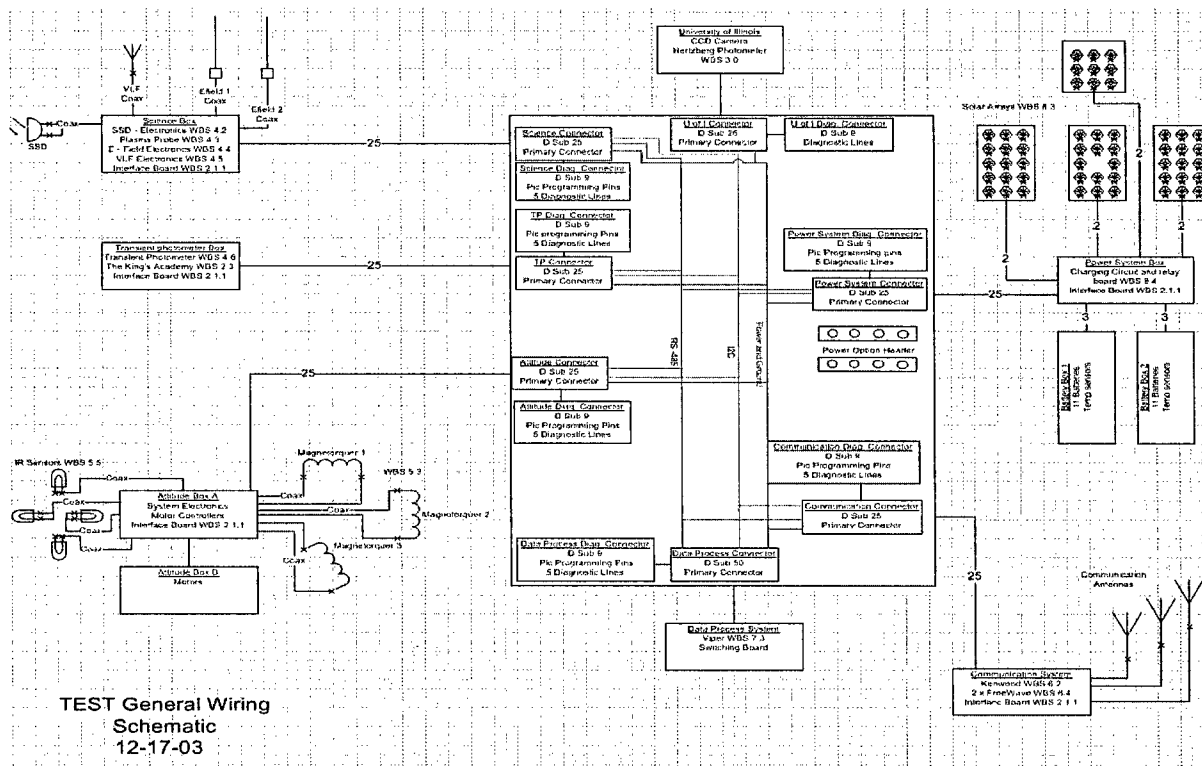 University of Illinois
CCD Camera
Hertzberg Photometer
WBS 3.0
VLF
Coax
Efield 1
Coax
Efield 2
Coax
Coax
SSD
Science Box
SSD - Electronics WBS 4.2
Plasma Probe WBS 4.3
E - Field Electronics WBS 4.4
VLF Electronics WBS 4.5
Interface Board WBS 2.1.1
25
Science Connector
D Sub 25
Primary Connector
Science Diag. Connector
D Sub 9
Pic Programming Pins
5 Diagnostic Lines
U of I Connector
D Sub 25
Primary Connector
U of I Diag. Connector
D Sub 9
Diagnostic Lines
Solar Arrays WBS 8.3
2
2
2
2
TP Diag. Connector
D Sub 9
Pic programming Pins
5 Diagnostic Lines
Transient photometer Box
Transient Photometer WBS 4.6
The King's Academy WBS 2.3
Interface Board WBS 2.1.1
25
TP Connector
D Sub 25
Primary Connector
Power System Diag. Connector
D Sub 9
Pic Programming pins
5 Diagnostic Lines
Power System Connector
D Sub 25
Primary Connector
25
Power System Box
Charging Circuit and relay
board WBS 8.4
Interface Board WBS 2.1.1
3
3
Battery Box 1
11 Batteries
Temp sensors
Battery Box 2
11 Batteries
Temp sensors
Power Option Header
RS-485
I2C
Power and Ground
25
Attitude Connector
D Sub 25
Primary Connector
Attitude Diag. Connector
D Sub 9
Pic Programming Pins
5 Diagnostic Lines
IR Sensors WBS 5.5
Coax
Coax
Coax
Coax
Attitude Box A
System Electronics
Motor Controllers
Interface Board WBS 2.1.1
Magnetorquer 1
WBS 5.3
Coax
Magnetorquer 2
Magnetorquer 3
Coax
Attitude Box B
Motors
Communication Diag. Connector
D Sub 9
Pic Programming Pins
5 Diagnostic Lines
Communication Connector
D Sub 25
Primary Connector
Data Process Diag. Connector
D Sub 9
Pic Programming Pins
5 Diagnostic Lines
Data Process Connector
D Sub 50
Primary Connector
25
Communication
Antennas
Data Process System
Viper WBS 7.3
Switching Board
Communication System
Kenwood WBS 6.2
2 x FreeWave WBS 6.4
Interface Board WBS 2.1.1
TEST General Wiring
Schematic
12-17-03